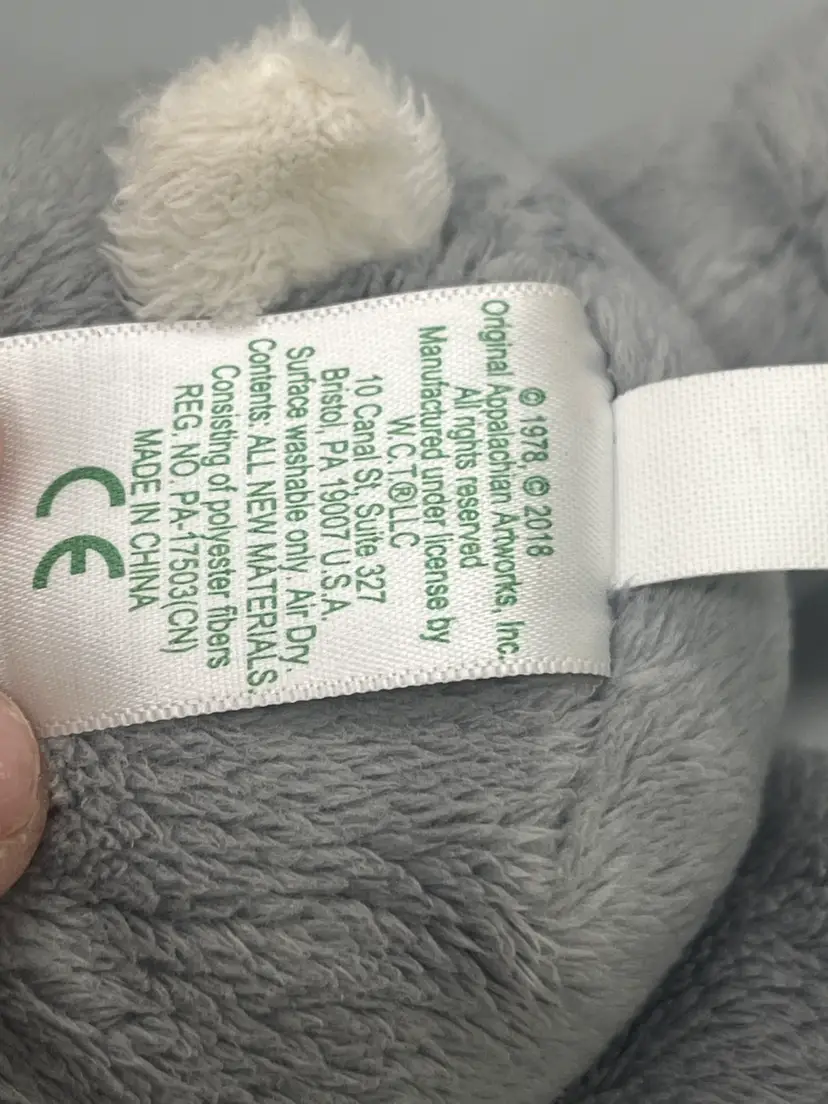 © 1978, © 2018
Original Appalachian Artworks, Inc.
All rights reserved
Manufactured under license by
W.C.T.®LLC
10 Canal St, Suite 327
Bristol, PA 19007 U.S.A.
Surface washable only. Air Dry.
Contents: ALL NEW MATERIALS.
Consisting of polyester fibers
REG. NO. PA-17503(CN)
MADE IN CHINA
CE